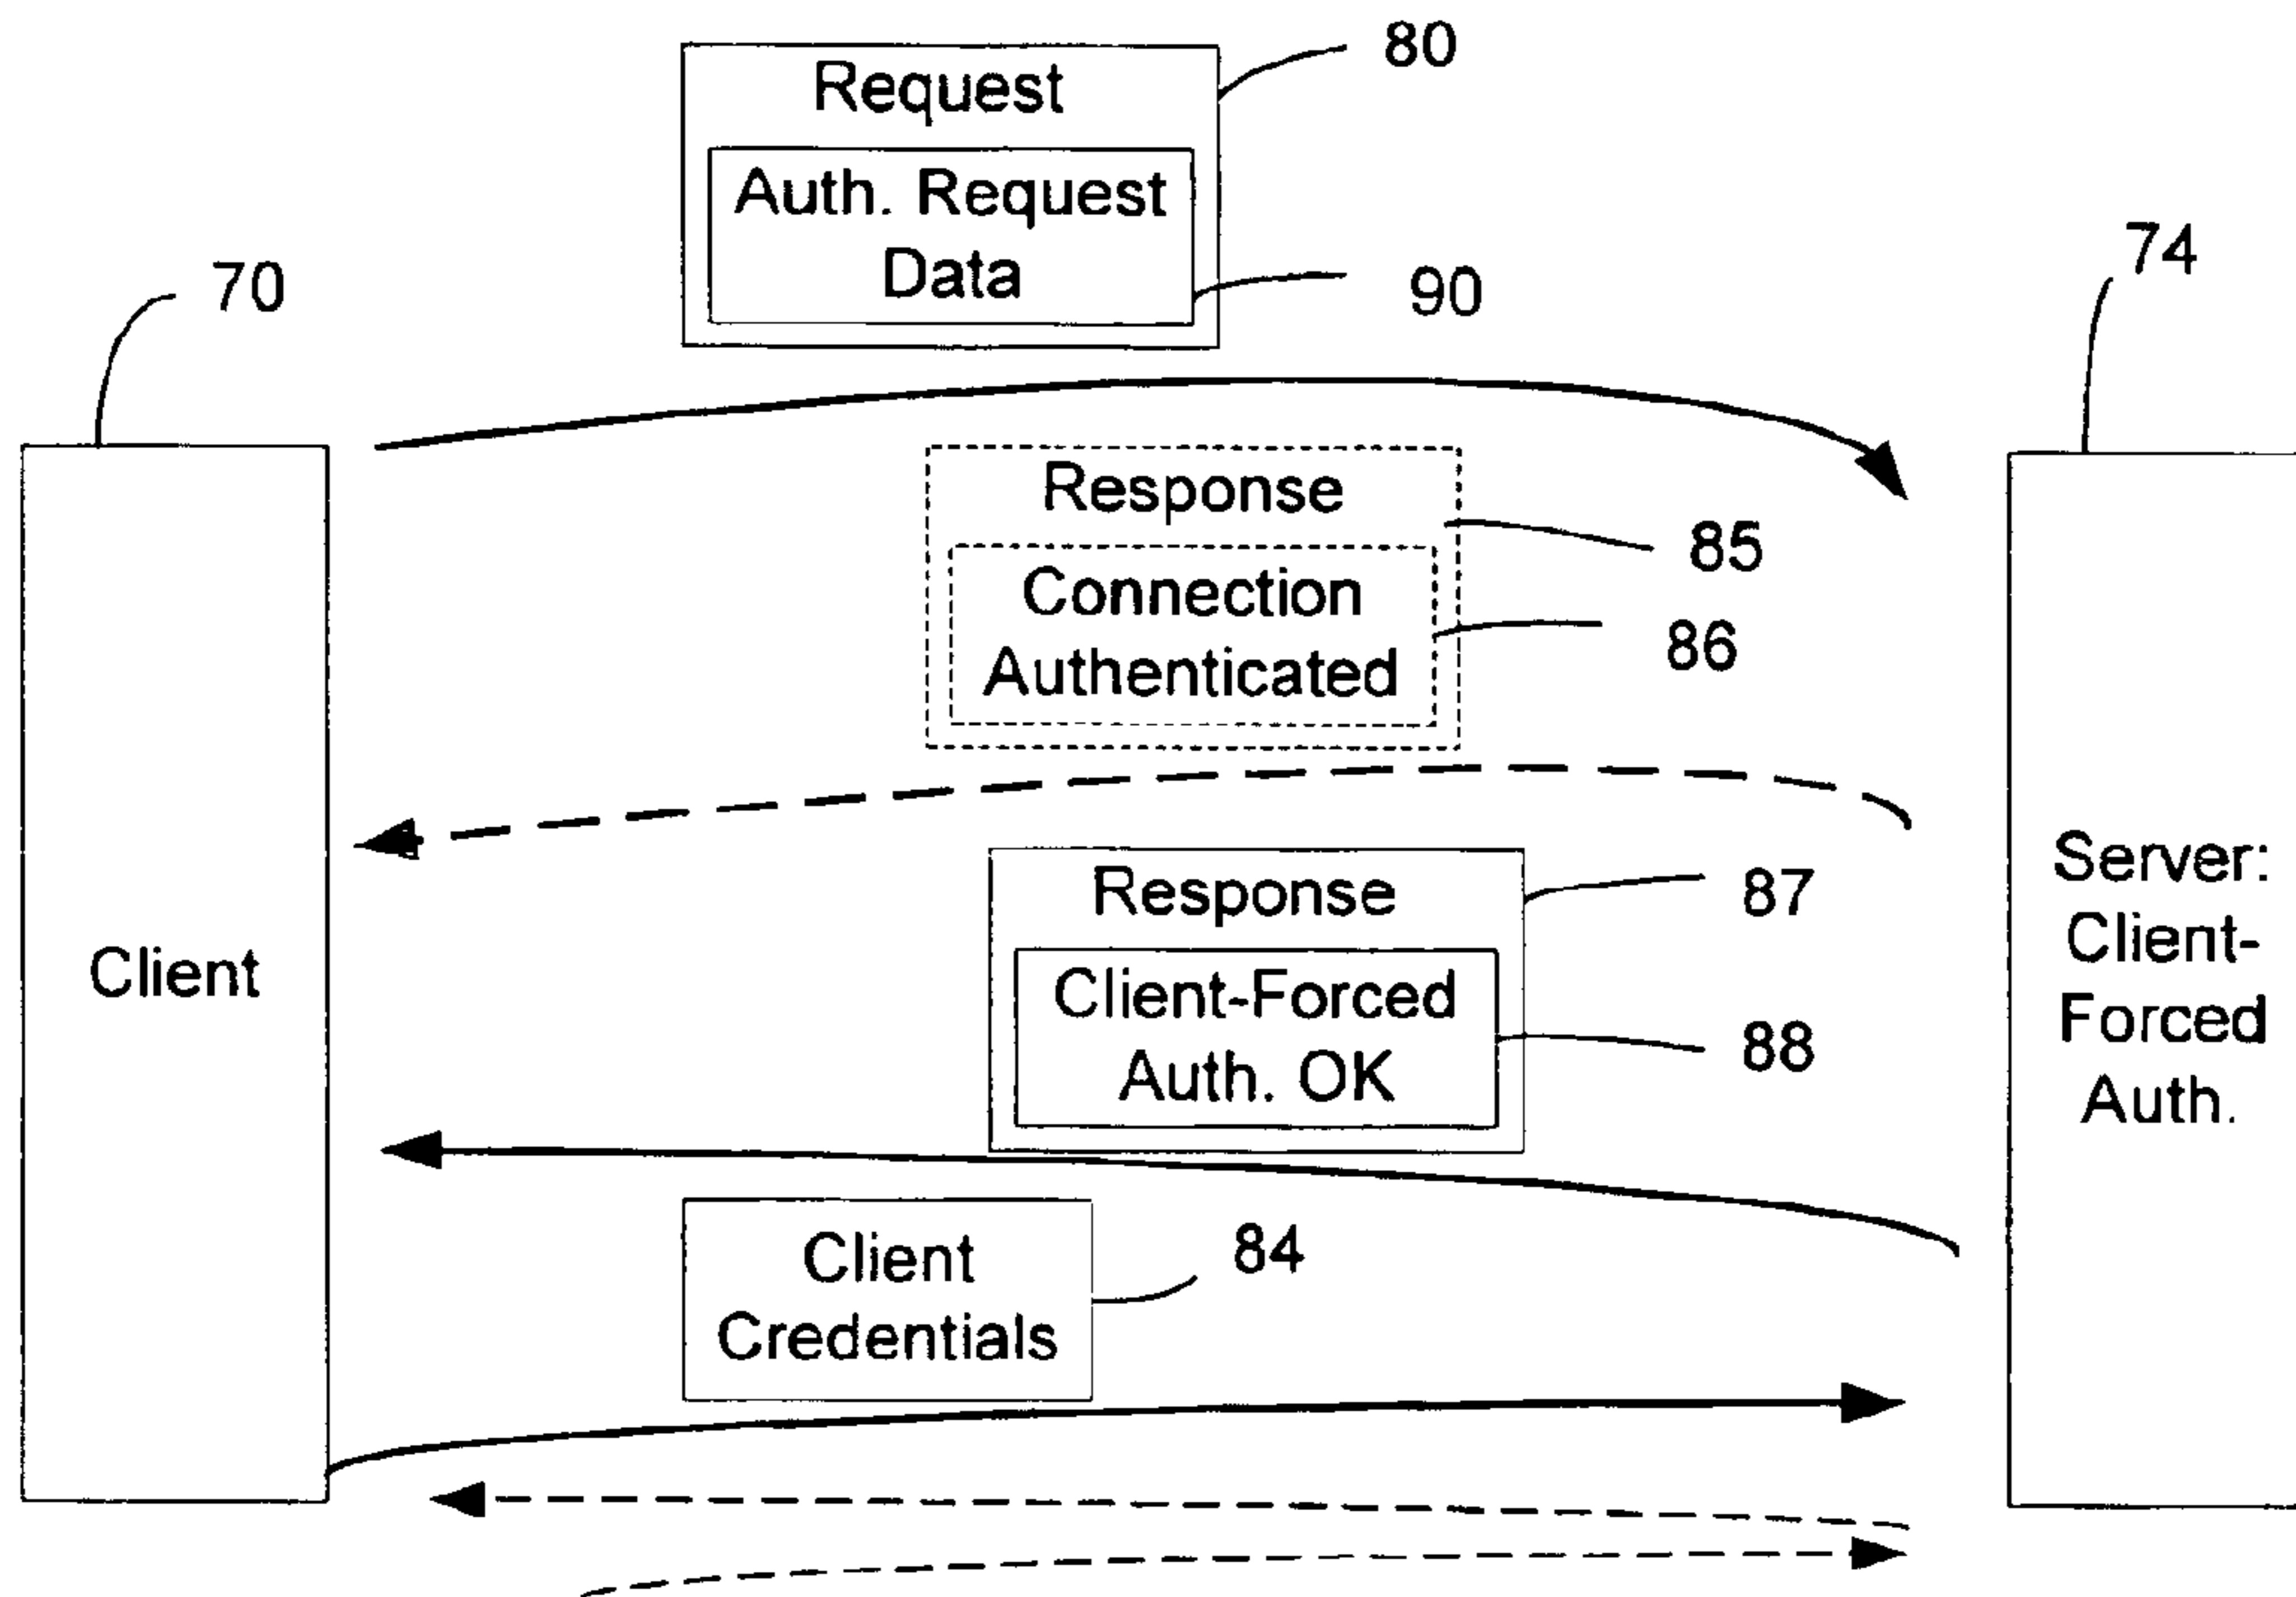 80
Request
Auth. Request
Data
90
70
74
Response
85
Connection
Authenticated
86
Response
87
Client-Forced
Auth. OK
88
Client
Server:
Client-
Forced
Auth.
Client
Credentials
84